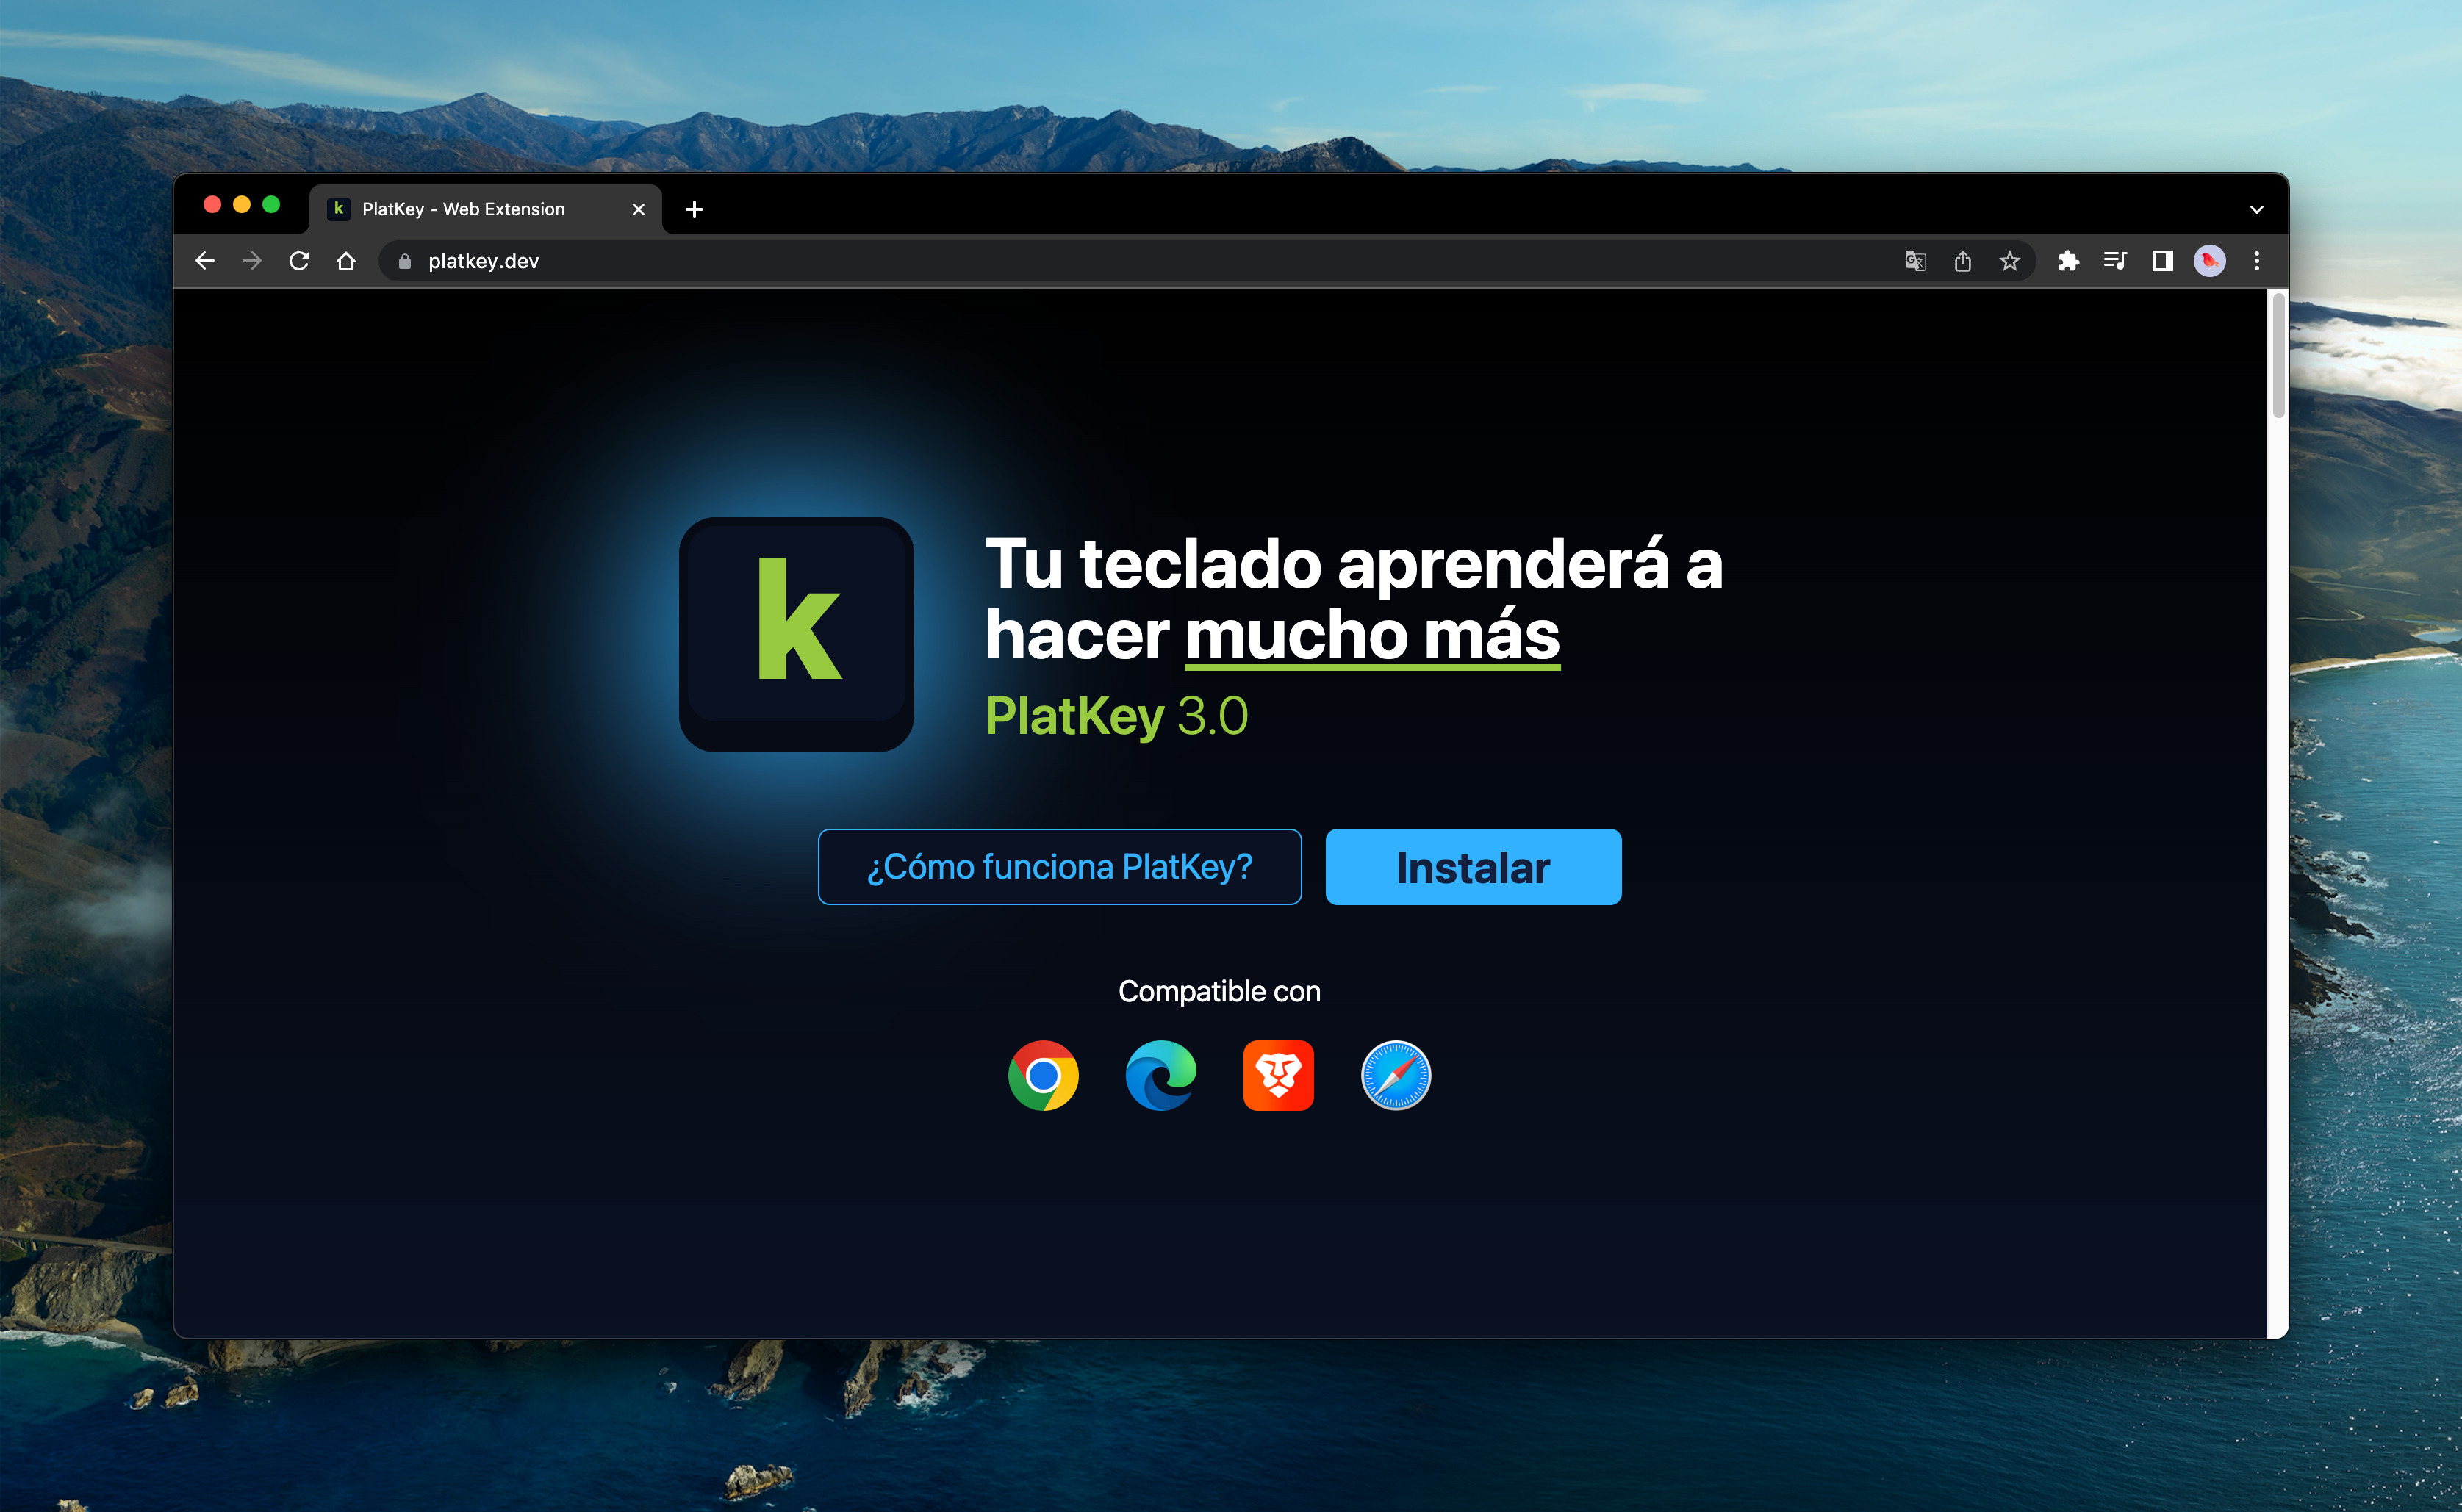 k PlatKey - Web Extension
platkey.dev
k
Tu teclado aprenderá a
hacer mucho más
PlatKey 3.0
¿Cómo funciona PlatKey?
Instalar
Compatible con